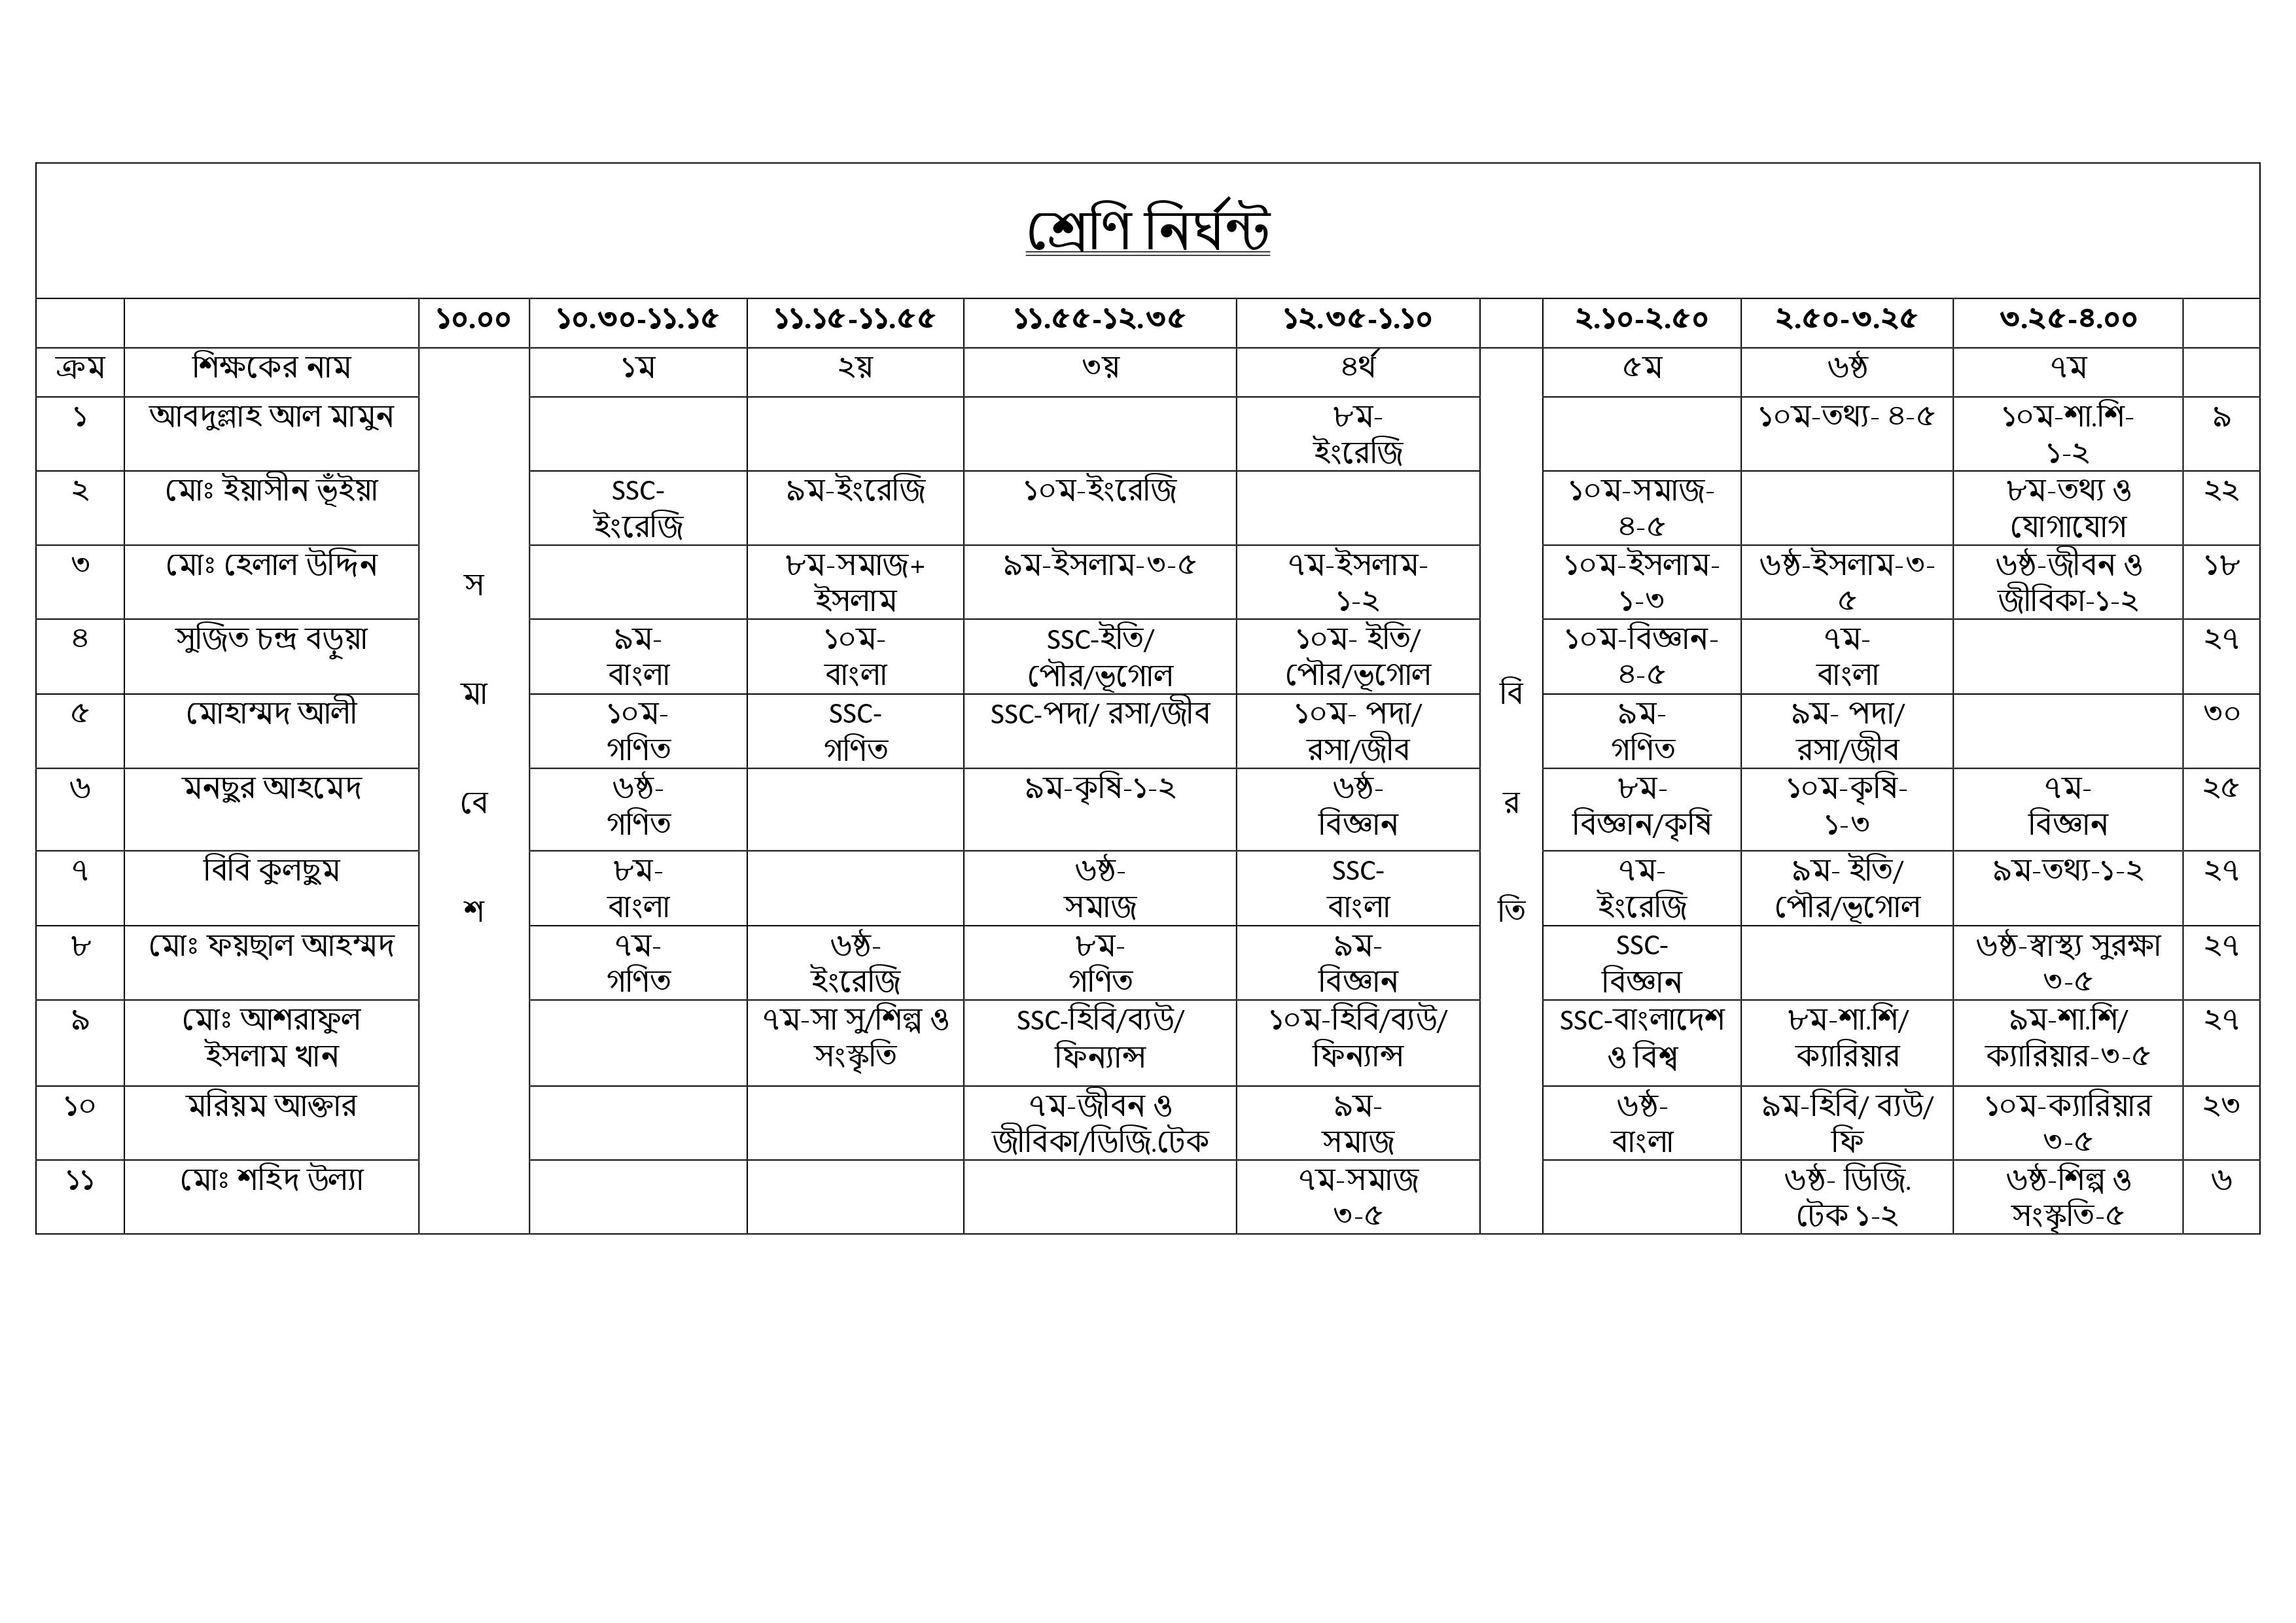 শ্রেণি নির্ঘন্ট
১০.০০ ১০.৩০-১১.১৫ ১১.১৫-১১.৫৫ ১১.৫৫-১২.৩৫ ১২.৩৫-১.১০ ২.১০-২.৫০ ২.৫০-৩.২৫ ৩.২৫-৪.০০
ক্রম শিক্ষকের নাম স মা বে শ ১ম ২য় ৩য় ৪র্থ বি র তি ৫ম ৬ষ্ঠ ৭ম
১ আবদুল্লাহ আল মামুন ৮ম- ১০ম-তথ্য- ৪-৫ ১০ম-শা.শি- ৯
ইংরেজি ১-২
২ মোঃ ইয়াসীন ভূঁইয়া SSC- ৯ম-ইংরেজি ১০ম-ইংরেজি ১০ম-সমাজ- ৮ম-তথ্য ও ২২
ইংরেজি ৪-৫ যোগাযোগ
৩ মোঃ হেলাল উদ্দিন ৮ম-সমাজ+ ৯ম-ইসলাম-৩-৫ ৭ম-ইসলাম- ১০ম-ইসলাম- ৬ষ্ঠ-ইসলাম-৩- ৬ষ্ঠ-জীবন ও ১৮
ইসলাম ১-২ ১-৩ ৫ জীবিকা-১-২
৪ সুজিত চন্দ্র বড়ুয়া ৯ম- ১০ম- SSC-ইতি/ ১০ম- ইতি/ ১০ম-বিজ্ঞান- ৭ম- ২৭
বাংলা বাংলা পৌর/ভূগোল পৌর/ভূগোল ৪-৫ বাংলা
৫ মোহাম্মদ আলী ১০ম- SSC- SSC-পদা/ রসা/জীব ১০ম- পদা/ ৯ম- ৯ম- পদা/ ৩০
গণিত গণিত রসা/জীব গণিত রসা/জীব
৬ মনছুর আহমেদ ৬ষ্ঠ- ৯ম-কৃষি-১-২ ৬ষ্ঠ- ৮ম- ১০ম-কৃষি- ৭ম- ২৫
গণিত বিজ্ঞান বিজ্ঞান/কৃষি ১-৩ বিজ্ঞান
৭ বিবি কুলছুম ৮ম- ৬ষ্ঠ- SSC- ৭ম- ৯ম- ইতি/ ৯ম-তথ্য-১-২ ২৭
বাংলা সমাজ বাংলা ইংরেজি পৌর/ভূগোল
৮ মোঃ ফয়ছাল আহম্মদ ৭ম- ৬ষ্ঠ- ৮ম- ৯ম- SSC- ৬ষ্ঠ-স্বাস্থ্য সুরক্ষা ২৭
গণিত ইংরেজি গণিত বিজ্ঞান বিজ্ঞান ৩-৫
৯ মোঃ আশরাফুল ৭ম-সা সু/শিল্প ও SSC-হিবি/ব্যউ/ ১০ম-হিবি/ব্যউ/ SSC-বাংলাদেশ ৮ম-শা.শি/ ৯ম-শা.শি/ ২৭
ইসলাম খান সংস্কৃতি ফিন্যান্স ফিন্যান্স ও বিশ্ব ক্যারিয়ার ক্যারিয়ার-৩-৫
১০ মরিয়ম আক্তার ৭ম-জীবন ও ৯ম- ৬ষ্ঠ- ৯ম-হিবি/ ব্যউ/ ১০ম-ক্যারিয়ার ২৩
জীবিকা/ডিজি.টেক সমাজ বাংলা ফি ৩-৫
১১ মোঃ শহিদ উল্যা ৭ম-সমাজ ৬ষ্ঠ- ডিজি. ৬ষ্ঠ-শিল্প ও ৬
৩-৫ টেক ১-২ সংস্কৃতি-৫